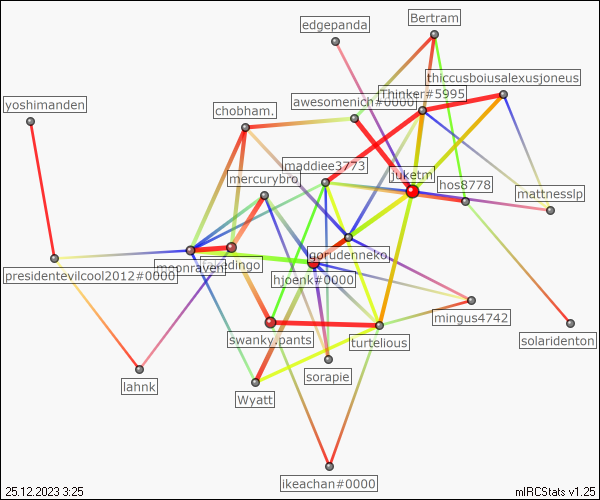 Bertram
edgepanda
thiccusboiusalexusjoneus
Thinker#5995
awesomenich#0000
yoshimanden
chobham.
maddiee3773
juketm
mercurybro
hos8778
mattnesslp
gorudenneko
moonraven
dingo
presidentevilcool2012#0000
hjoenk#0000
mingus4742
swanky.pants
turtelious
solaridenton
sorapie
lahnk
Wyatt
ikeachan#0000
25.12.2023 3:25
mIRCStats v1.25